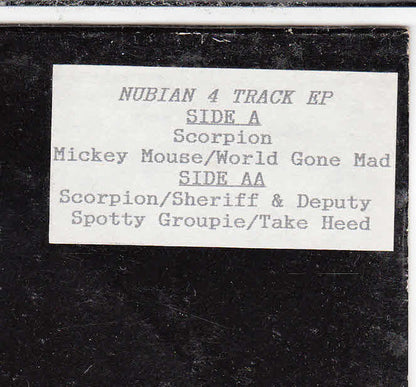 NUBIAN 4 TRACK EP
SIDE A
Scorpion
Mickey Mouse/World Gone Mad
SIDE AA
Scorpion/Sheriff & Deputy
Spotty Groupie/Take Heed